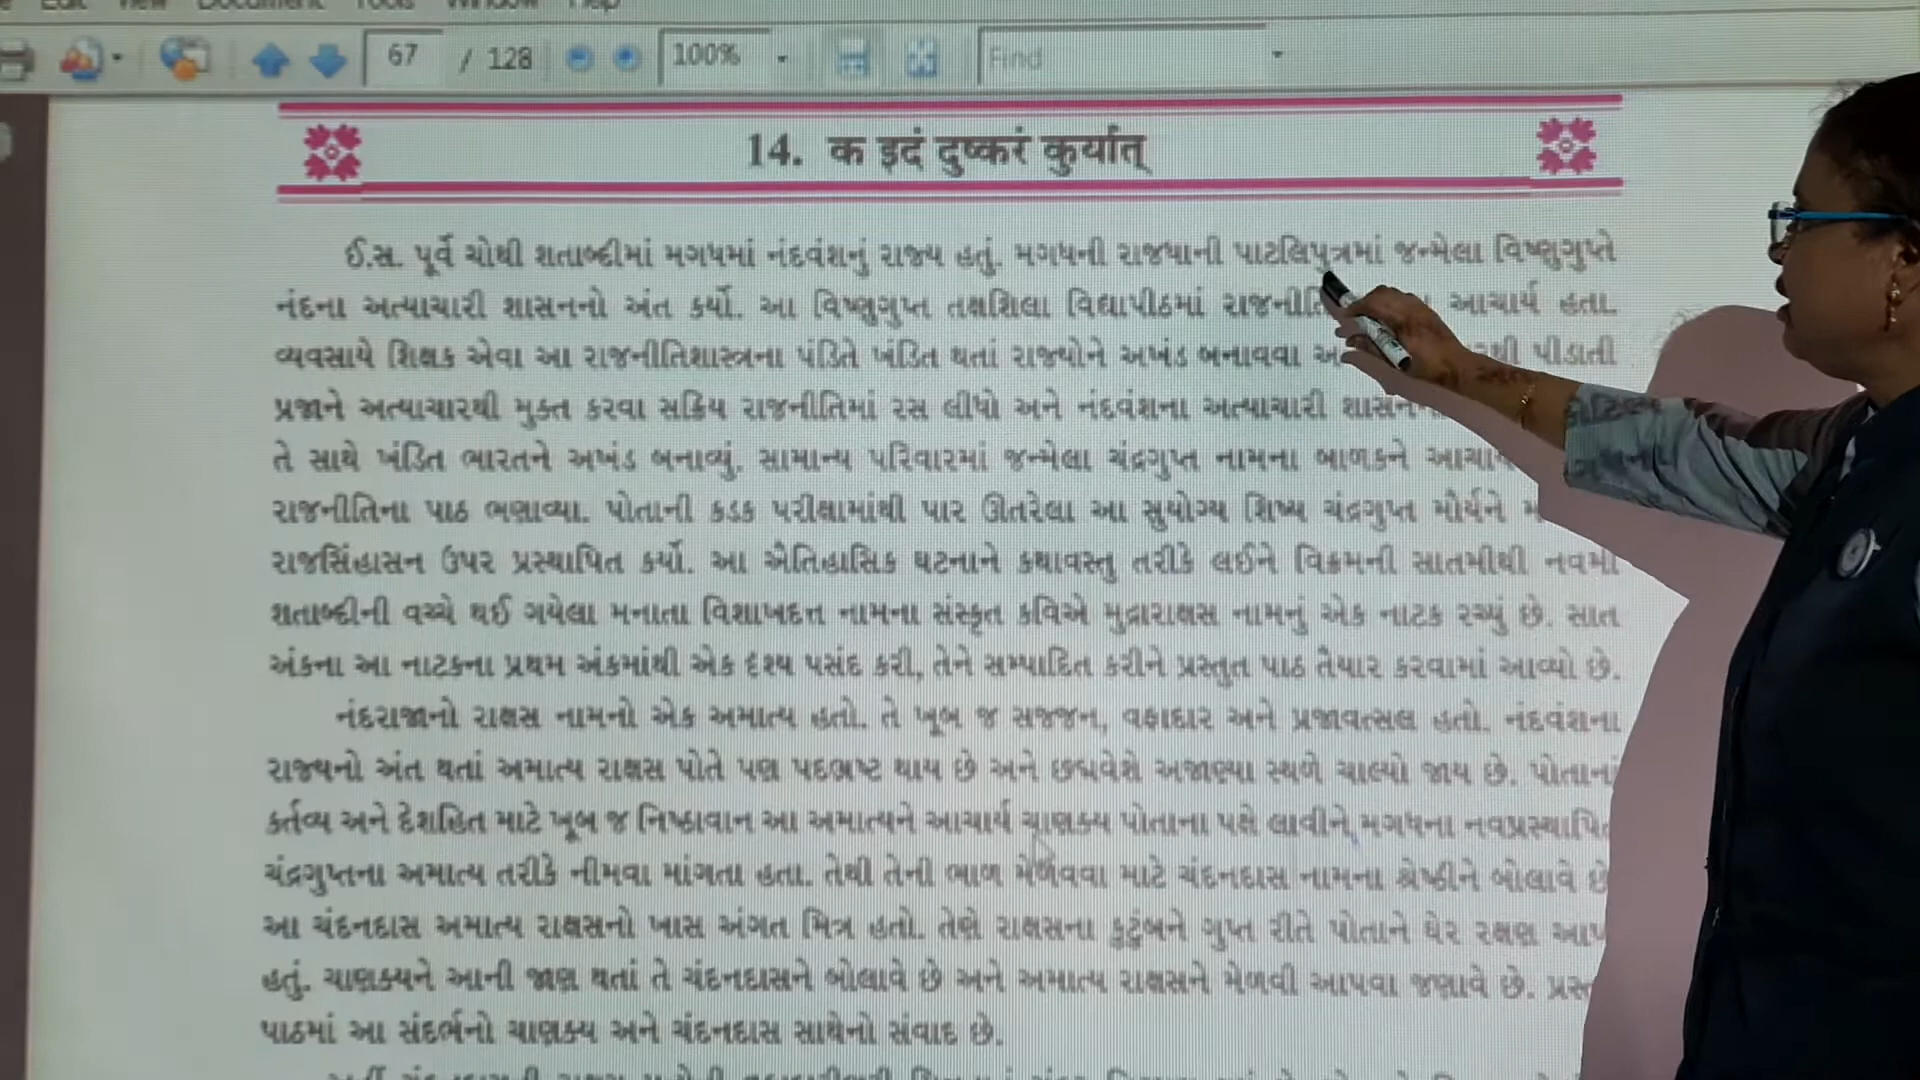 Edit View Document Tools Window Help
67 / 128 100% Find
14. क इदं दुष्करं कुर्यात्
ઈ.સ. પૂર્વે ચોથી શતાબ્દીમાં મગધમાં નંદવંશનું રાજ્ય હતું. મગધની રાજધાની પાટલિપુત્રમાં જન્મેલા વિષ્ણુગુપ્તે
નંદના અત્યાચારી શાસનનો અંત કર્યો. આ વિષ્ણુગુપ્ત તક્ષશિલા વિદ્યાપીઠમાં આચાર્ય હતા.
વ્યવસાયે શિક્ષક એવા આ રાજનીતિશાસ્ત્રના પંડિતે ખંડિત થતાં રાજ્યોને અખંડ બનાવવા પીડાતી
પ્રજાને અત્યાચારથી મુક્ત કરવા સક્રિય રાજનીતિમાં રસ લીધો અને નંદવંશના અત્યાચારી
તે સાથે ખંડિત ભારતને અખંડ બનાવ્યું. સામાન્ય પરિવારમાં જન્મેલા ચંદ્રગુપ્ત નામના બાળકને
રાજનીતિના પાઠ ભણાવ્યા. પોતાની કડક પરીક્ષામાંથી પાર ઊતરેલા આ સુયોગ્ય શિષ્ય ચંદ્રગુપ્ત મૌર્યને
રાજસિંહાસન ઉપર પ્રસ્થાપિત કર્યો. આ ઐતિહાસિક ઘટનાને કથાવસ્તુ તરીકે લઈને વિક્રમની સાતમીથી નવમી
શતાબ્દીની વચ્ચે થઈ ગયેલા મનાતા વિશાખદત્ત નામના સંસ્કૃત કવિએ મુદ્રારાક્ષસ નામનું એક નાટક રચ્યું છે. સાત
અંકના આ નાટકના પ્રથમ અંકમાંથી એક દૃશ્ય પસંદ કરી, તેને સમ્પાદિત કરીને પ્રસ્તુત પાઠ તૈયાર કરવામાં આવ્યો છે.
નંદરાજાનો રાક્ષસ નામનો એક અમાત્ય હતો. તે ખૂબ જ સજ્જન, વફાદાર અને પ્રજાવત્સલ હતો. નંદવંશના
રાજ્યનો અંત થતાં અમાત્ય રાક્ષસ પોતે પણ પદભ્રષ્ટ થાય છે અને છદ્મવેશે અજાણ્યા સ્થળે ચાલ્યો જાય છે. પોતાનાં
કર્તવ્ય અને દેશહિત માટે ખૂબ જ નિષ્ઠાવાન આ અમાત્યને આચાર્ય ચાણક્ય પોતાના પક્ષે લાવીને મગધના
ચંદ્રગુપ્તના અમાત્ય તરીકે નીમવા માંગતા હતા. તેથી તેની ભાળ મેળવવા માટે ચંદનદાસ નામના શ્રેષ્ઠીને બોલાવે છે
આ ચંદનદાસ અમાત્ય રાક્ષસનો ખાસ અંગત મિત્ર હતો. તેણે રાક્ષસના કુટુંબને ગુપ્ત રીતે પોતાને ઘેર રક્ષણ
હતું. ચાણક્યને આની જાણ થતાં તે ચંદનદાસને બોલાવે છે અને અમાત્ય રાક્ષસને મેળવી આપવા જણાવે છે.
પાઠમાં આ સંદર્ભનો ચાણક્ય અને ચંદનદાસ સાથેનો સંવાદ છે.